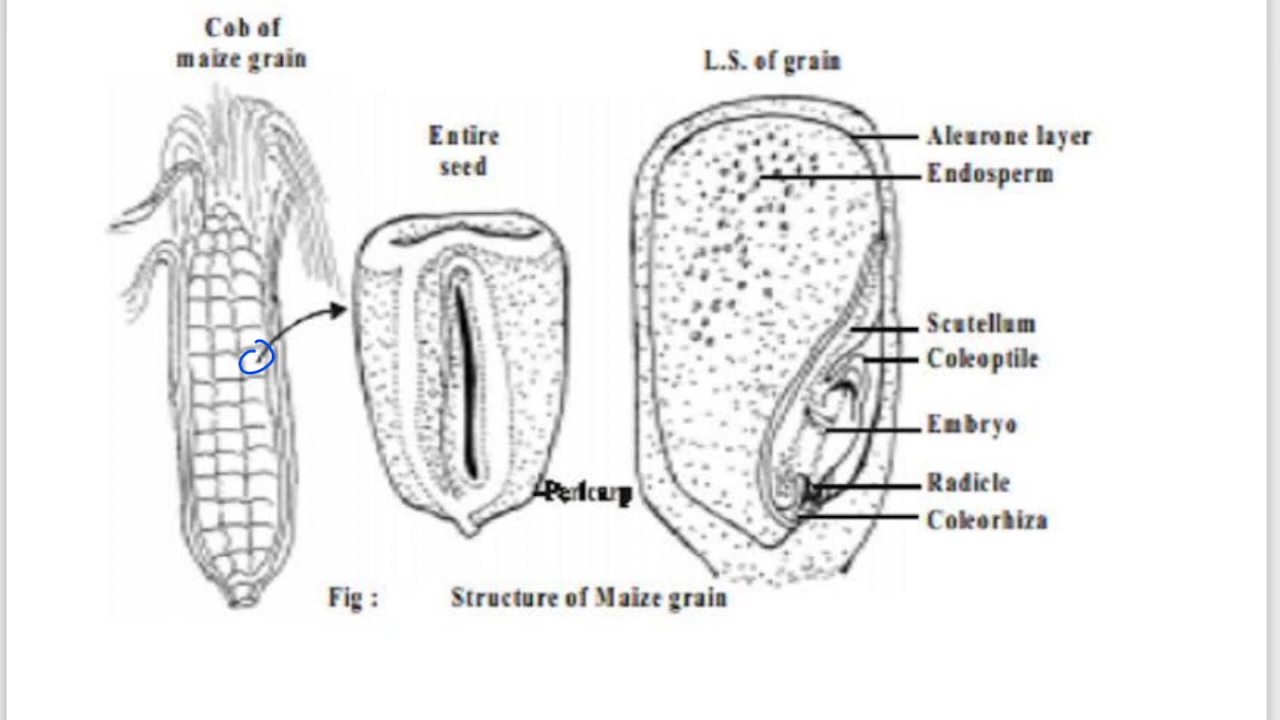 Cob of
maize grain
Entire
seed
L.S. of grain
Aleurone layer
Endosperm
Scutellum
Coleoptile
Embryo
Radicle
Coleorhiza
Pericarp
Fig : Structure of Maize grain